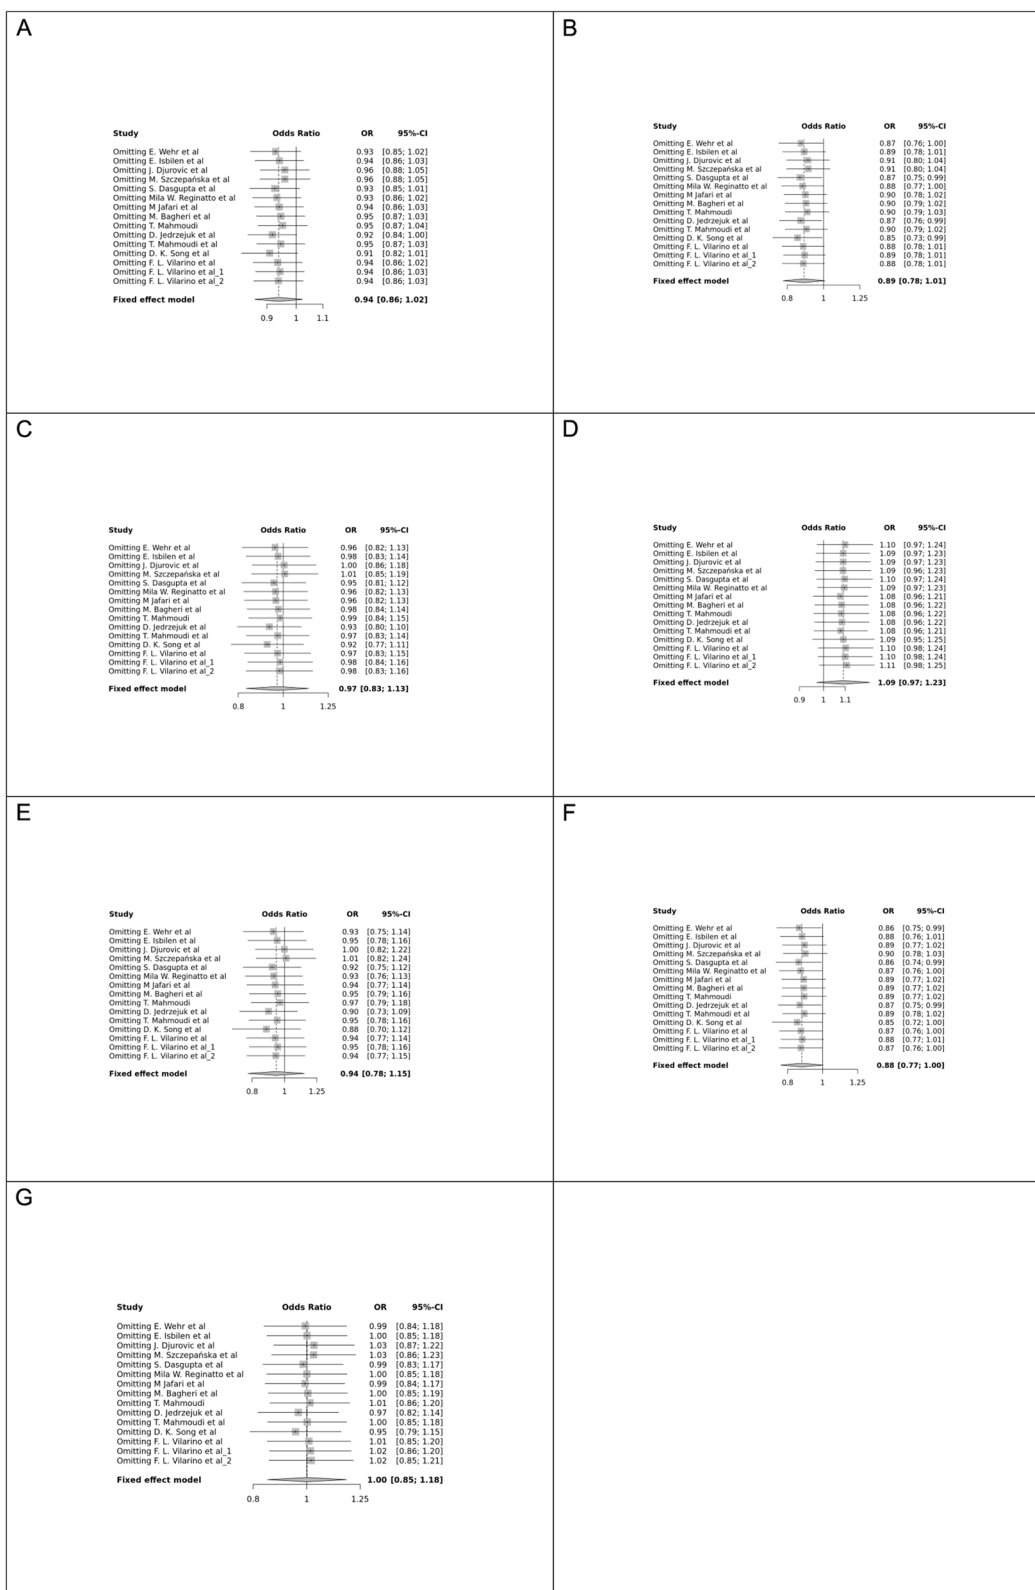 A
Study Odds Ratio OR 95%-CI
Omitting E. Wehr et al 0.93 [0.85; 1.02]
Omitting E. Isbilen et al 0.94 [0.86; 1.03]
Omitting J. Djurovic et al 0.96 [0.88; 1.05]
Omitting M. Szczepańska et al 0.96 [0.88; 1.05]
Omitting S. Dasgupta et al 0.93 [0.85; 1.01]
Omitting Mila W. Reginatto et al 0.93 [0.86; 1.02]
Omitting M Jafari et al 0.94 [0.86; 1.03]
Omitting M. Bagheri et al 0.95 [0.87; 1.03]
Omitting T. Mahmoudi 0.95 [0.87; 1.04]
Omitting D. Jedrzejuk et al 0.92 [0.84; 1.00]
Omitting T. Mahmoudi et al 0.95 [0.87; 1.03]
Omitting D. K. Song et al 0.91 [0.82; 1.01]
Omitting F. L. Vilarino et al 0.94 [0.86; 1.02]
Omitting F. L. Vilarino et al_1 0.94 [0.86; 1.03]
Omitting F. L. Vilarino et al_2 0.94 [0.86; 1.03]
Fixed effect model 0.94 [0.86; 1.02]
0.9 1 1.1
B
Study Odds Ratio OR 95%-CI
Omitting E. Wehr et al 0.87 [0.76; 1.00]
Omitting E. Isbilen et al 0.89 [0.78; 1.01]
Omitting J. Djurovic et al 0.91 [0.80; 1.04]
Omitting M. Szczepańska et al 0.91 [0.80; 1.04]
Omitting S. Dasgupta et al 0.87 [0.75; 0.99]
Omitting Mila W. Reginatto et al 0.88 [0.77; 1.00]
Omitting M Jafari et al 0.90 [0.78; 1.02]
Omitting M. Bagheri et al 0.90 [0.79; 1.02]
Omitting T. Mahmoudi 0.90 [0.79; 1.03]
Omitting D. Jedrzejuk et al 0.87 [0.76; 0.99]
Omitting T. Mahmoudi et al 0.90 [0.79; 1.02]
Omitting D. K. Song et al 0.85 [0.73; 0.99]
Omitting F. L. Vilarino et al 0.88 [0.78; 1.01]
Omitting F. L. Vilarino et al_1 0.89 [0.78; 1.01]
Omitting F. L. Vilarino et al_2 0.88 [0.78; 1.01]
Fixed effect model 0.89 [0.78; 1.01]
0.8 1 1.25
C
Study Odds Ratio OR 95%-CI
Omitting E. Wehr et al 0.96 [0.82; 1.13]
Omitting E. Isbilen et al 0.98 [0.83; 1.14]
Omitting J. Djurovic et al 1.00 [0.86; 1.18]
Omitting M. Szczepańska et al 1.01 [0.85; 1.19]
Omitting S. Dasgupta et al 0.95 [0.81; 1.12]
Omitting Mila W. Reginatto et al 0.96 [0.82; 1.13]
Omitting M Jafari et al 0.96 [0.82; 1.13]
Omitting M. Bagheri et al 0.98 [0.84; 1.14]
Omitting T. Mahmoudi 0.99 [0.84; 1.15]
Omitting D. Jedrzejuk et al 0.93 [0.80; 1.10]
Omitting T. Mahmoudi et al 0.97 [0.83; 1.14]
Omitting D. K. Song et al 0.92 [0.77; 1.11]
Omitting F. L. Vilarino et al 0.97 [0.83; 1.15]
Omitting F. L. Vilarino et al_1 0.98 [0.84; 1.16]
Omitting F. L. Vilarino et al_2 0.98 [0.83; 1.16]
Fixed effect model 0.97 [0.83; 1.13]
0.8 1 1.25
D
Study Odds Ratio OR 95%-CI
Omitting E. Wehr et al 1.10 [0.97; 1.24]
Omitting E. Isbilen et al 1.09 [0.97; 1.23]
Omitting J. Djurovic et al 1.09 [0.97; 1.23]
Omitting M. Szczepańska et al 1.09 [0.96; 1.23]
Omitting S. Dasgupta et al 1.10 [0.97; 1.24]
Omitting Mila W. Reginatto et al 1.09 [0.97; 1.23]
Omitting M Jafari et al 1.08 [0.96; 1.21]
Omitting M. Bagheri et al 1.08 [0.96; 1.22]
Omitting T. Mahmoudi 1.08 [0.96; 1.22]
Omitting D. Jedrzejuk et al 1.08 [0.96; 1.22]
Omitting T. Mahmoudi et al 1.08 [0.96; 1.21]
Omitting D. K. Song et al 1.09 [0.95; 1.25]
Omitting F. L. Vilarino et al 1.10 [0.98; 1.24]
Omitting F. L. Vilarino et al_1 1.10 [0.98; 1.24]
Omitting F. L. Vilarino et al_2 1.11 [0.98; 1.25]
Fixed effect model 1.09 [0.97; 1.23]
0.9 1 1.1
E
Study Odds Ratio OR 95%-CI
Omitting E. Wehr et al 0.93 [0.75; 1.14]
Omitting E. Isbilen et al 0.95 [0.78; 1.16]
Omitting J. Djurovic et al 1.00 [0.82; 1.22]
Omitting M. Szczepańska et al 1.01 [0.82; 1.24]
Omitting S. Dasgupta et al 0.92 [0.75; 1.12]
Omitting Mila W. Reginatto et al 0.93 [0.76; 1.13]
Omitting M Jafari et al 0.94 [0.77; 1.14]
Omitting M. Bagheri et al 0.95 [0.79; 1.16]
Omitting T. Mahmoudi 0.97 [0.79; 1.18]
Omitting D. Jedrzejuk et al 0.90 [0.73; 1.09]
Omitting T. Mahmoudi et al 0.95 [0.78; 1.16]
Omitting D. K. Song et al 0.88 [0.70; 1.12]
Omitting F. L. Vilarino et al 0.94 [0.77; 1.14]
Omitting F. L. Vilarino et al_1 0.95 [0.78; 1.16]
Omitting F. L. Vilarino et al_2 0.94 [0.77; 1.15]
Fixed effect model 0.94 [0.78; 1.15]
0.8 1 1.25
F
Study Odds Ratio OR 95%-CI
Omitting E. Wehr et al 0.86 [0.75; 0.99]
Omitting E. Isbilen et al 0.88 [0.76; 1.01]
Omitting J. Djurovic et al 0.89 [0.77; 1.02]
Omitting M. Szczepańska et al 0.90 [0.78; 1.03]
Omitting S. Dasgupta et al 0.86 [0.74; 0.99]
Omitting Mila W. Reginatto et al 0.87 [0.76; 1.00]
Omitting M Jafari et al 0.89 [0.77; 1.02]
Omitting M. Bagheri et al 0.89 [0.77; 1.02]
Omitting T. Mahmoudi 0.89 [0.77; 1.02]
Omitting D. Jedrzejuk et al 0.87 [0.75; 0.99]
Omitting T. Mahmoudi et al 0.89 [0.78; 1.02]
Omitting D. K. Song et al 0.85 [0.72; 1.00]
Omitting F. L. Vilarino et al 0.87 [0.76; 1.00]
Omitting F. L. Vilarino et al_1 0.88 [0.77; 1.01]
Omitting F. L. Vilarino et al_2 0.87 [0.76; 1.00]
Fixed effect model 0.88 [0.77; 1.00]
0.8 1 1.25
G
Study Odds Ratio OR 95%-CI
Omitting E. Wehr et al 0.99 [0.84; 1.18]
Omitting E. Isbilen et al 1.00 [0.85; 1.18]
Omitting J. Djurovic et al 1.03 [0.87; 1.22]
Omitting M. Szczepańska et al 1.03 [0.86; 1.23]
Omitting S. Dasgupta et al 0.99 [0.83; 1.17]
Omitting Mila W. Reginatto et al 1.00 [0.85; 1.18]
Omitting M Jafari et al 0.99 [0.84; 1.17]
Omitting M. Bagheri et al 1.00 [0.85; 1.19]
Omitting T. Mahmoudi 1.01 [0.86; 1.20]
Omitting D. Jedrzejuk et al 0.97 [0.82; 1.14]
Omitting T. Mahmoudi et al 1.00 [0.85; 1.18]
Omitting D. K. Song et al 0.95 [0.79; 1.15]
Omitting F. L. Vilarino et al 1.01 [0.85; 1.20]
Omitting F. L. Vilarino et al_1 1.02 [0.86; 1.20]
Omitting F. L. Vilarino et al_2 1.02 [0.85; 1.21]
Fixed effect model 1.00 [0.85; 1.18]
0.8 1 1.25